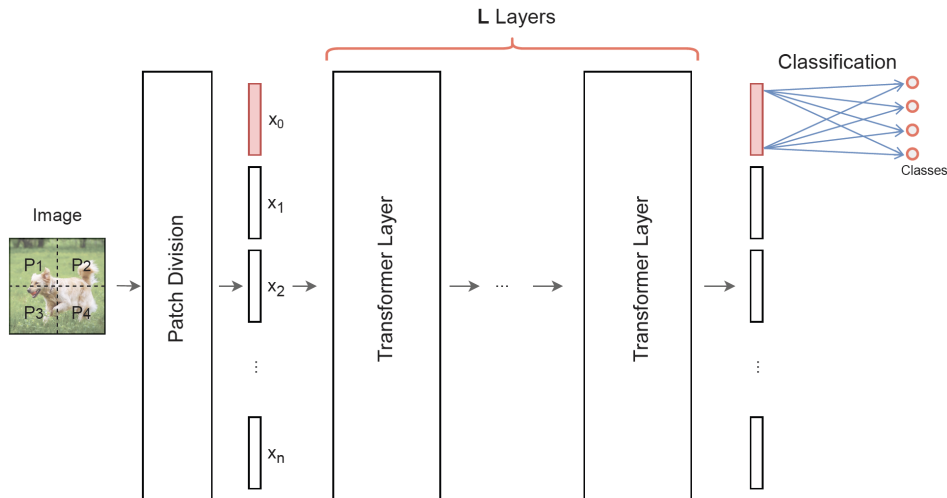 L Layers
Classification
Classes
Image
P1 P2
P3 P4
Patch Division
x0
x1
x2
...
xn
Transformer Layer
...
Transformer Layer
...